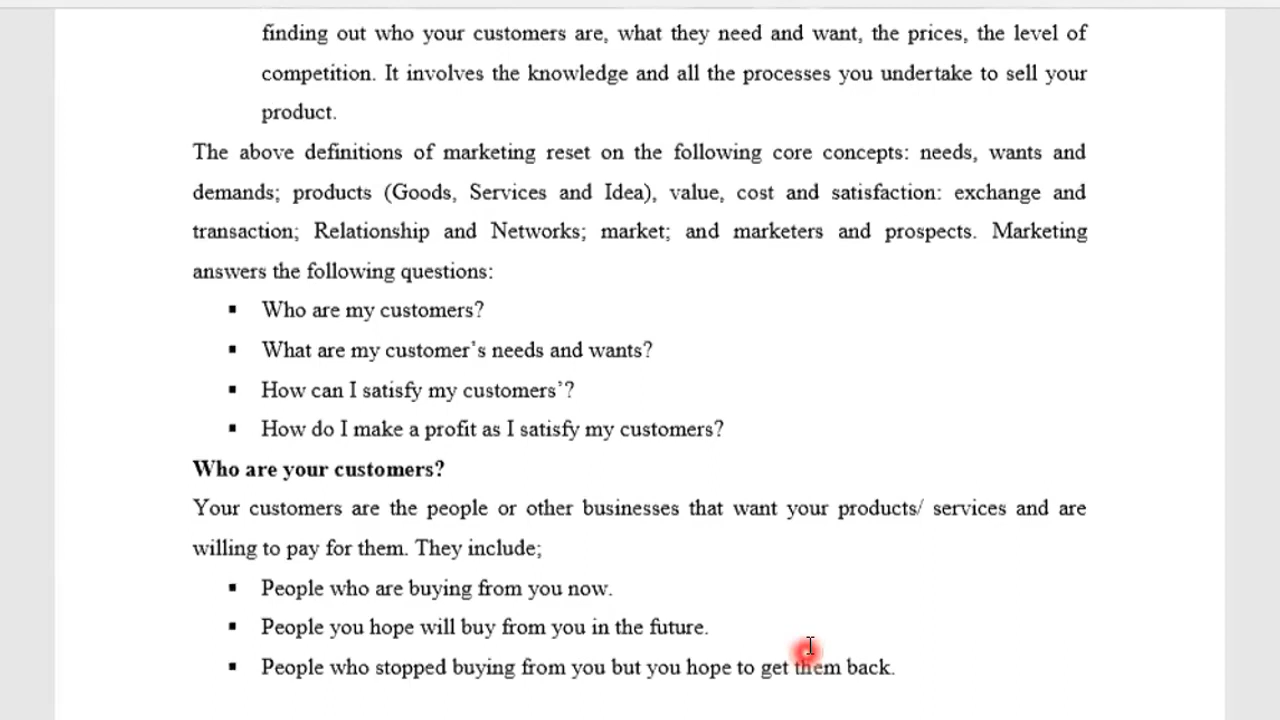 finding out who your customers are, what they need and want, the prices, the level of
competition. It involves the knowledge and all the processes you undertake to sell your
product.
The above definitions of marketing reset on the following core concepts: needs, wants and
demands; products (Goods, Services and Idea), value, cost and satisfaction: exchange and
transaction; Relationship and Networks; market; and marketers and prospects. Marketing
answers the following questions:
▪ Who are my customers?
▪ What are my customer’s needs and wants?
▪ How can I satisfy my customers’?
▪ How do I make a profit as I satisfy my customers?
Who are your customers?
Your customers are the people or other businesses that want your products/ services and are
willing to pay for them. They include;
▪ People who are buying from you now.
▪ People you hope will buy from you in the future.
▪ People who stopped buying from you but you hope to get them back.